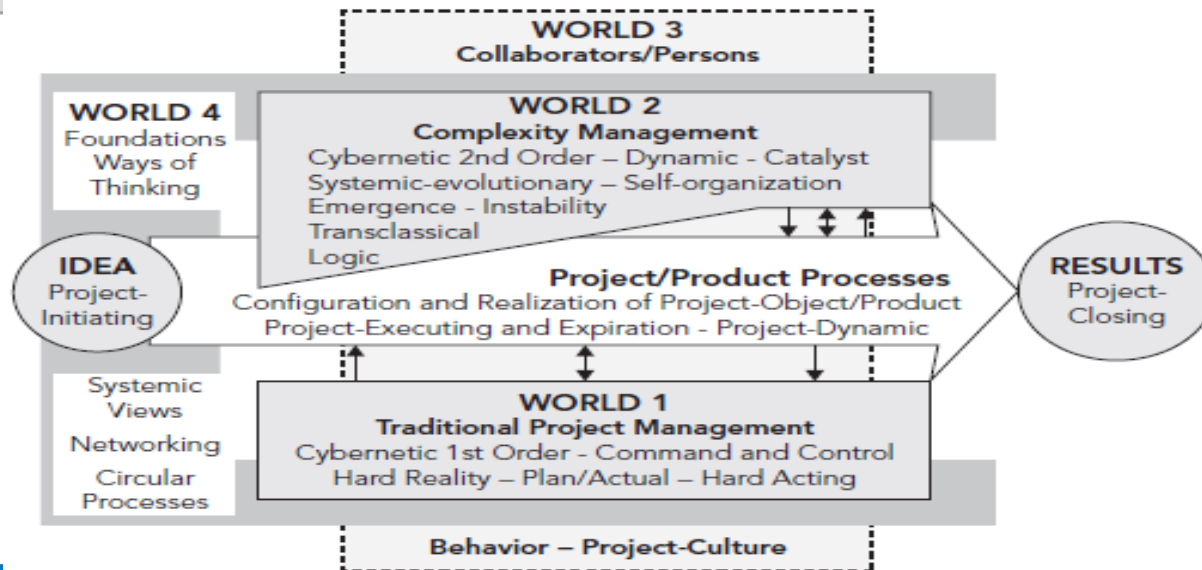 WORLD 3
Collaborators/Persons
WORLD 4
Foundations
Ways of
Thinking
WORLD 2
Complexity Management
Cybernetic 2nd Order – Dynamic - Catalyst
Systemic-evolutionary – Self-organization
Emergence - Instability
Transclassical
Logic
IDEA
Project-
Initiating
Project/Product Processes
Configuration and Realization of Project-Object/Product
Project-Executing and Expiration - Project-Dynamic
RESULTS
Project-
Closing
Systemic
Views
Networking
Circular
Processes
WORLD 1
Traditional Project Management
Cybernetic 1st Order - Command and Control
Hard Reality – Plan/Actual – Hard Acting
Behavior – Project-Culture